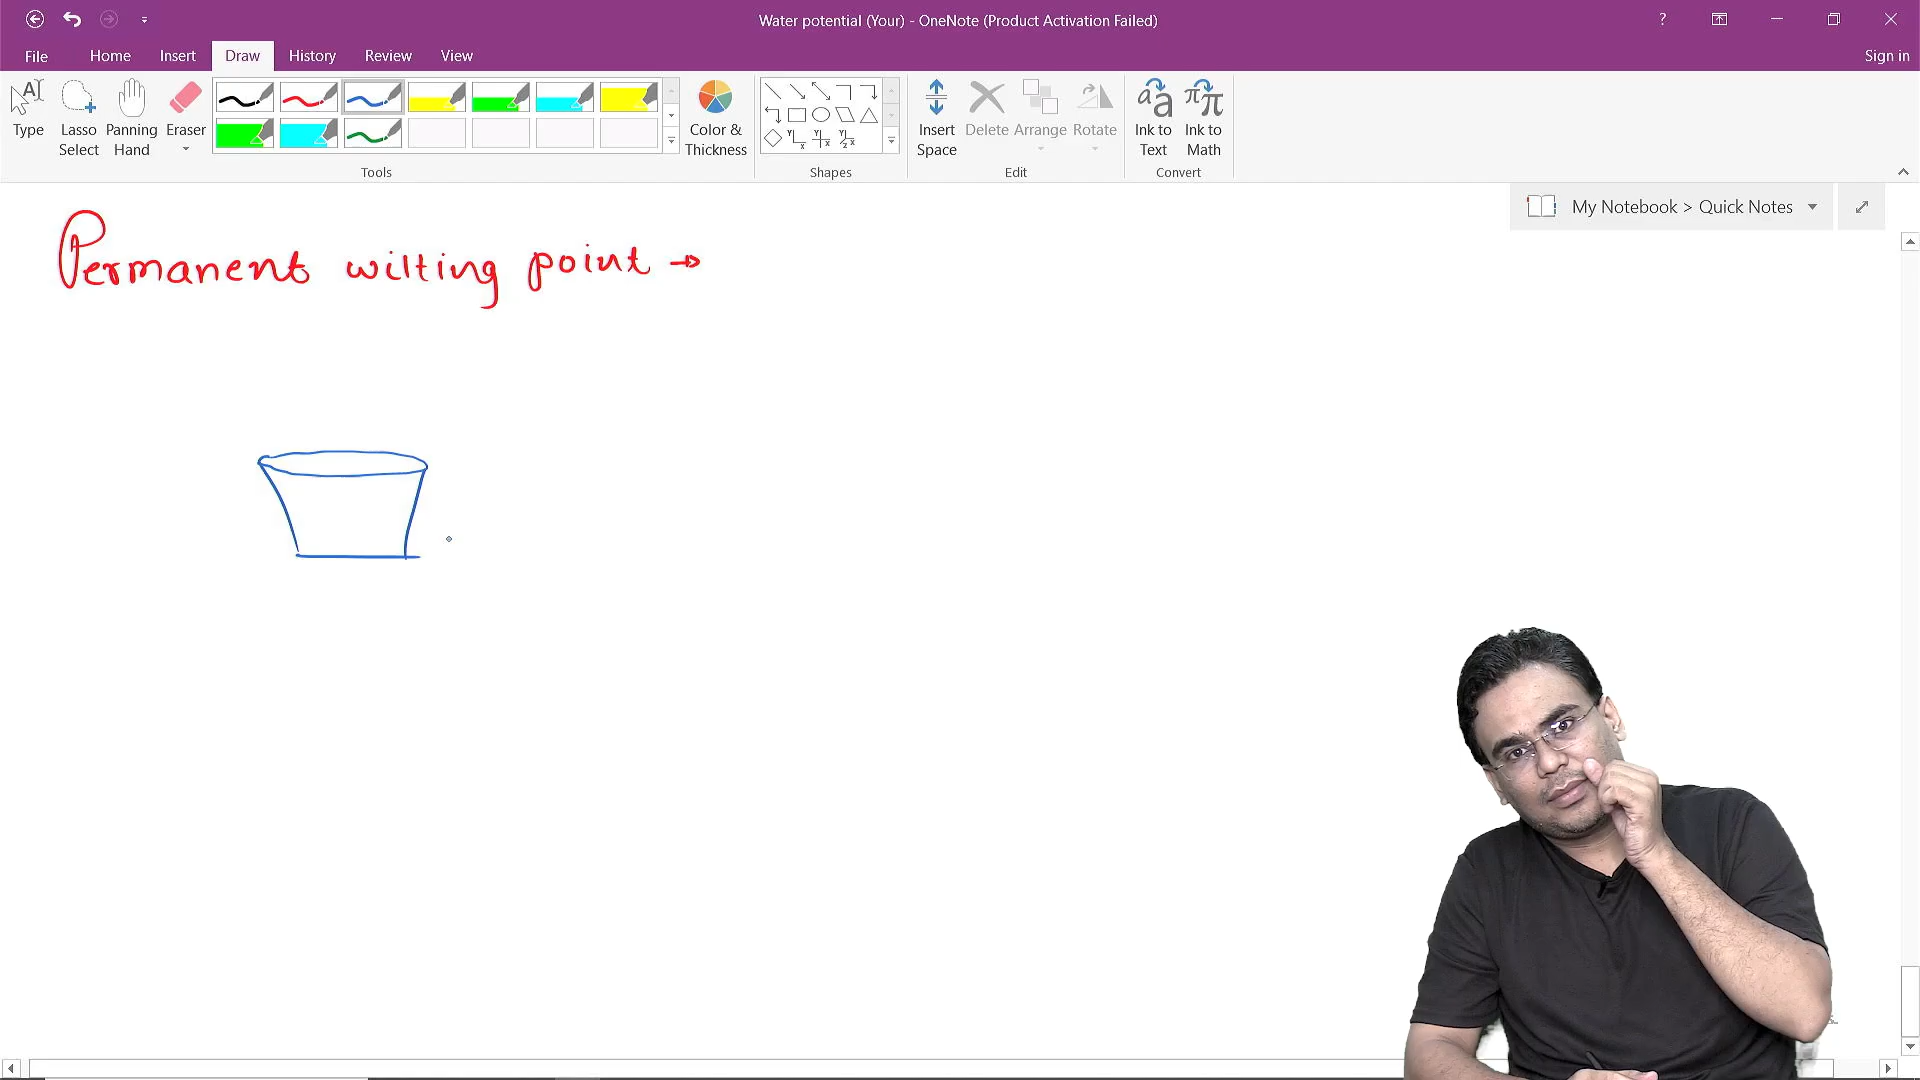 Water potential (Your) - OneNote (Product Activation Failed)
?
File Home Insert Draw History Review View
Sign in
Type
Lasso Select
Panning Hand
Eraser
Color & Thickness
Insert Space
Delete
Arrange
Rotate
Ink to Text
Ink to Math
Tools
Shapes
Edit
Convert
My Notebook > Quick Notes
Permanent wilting point →